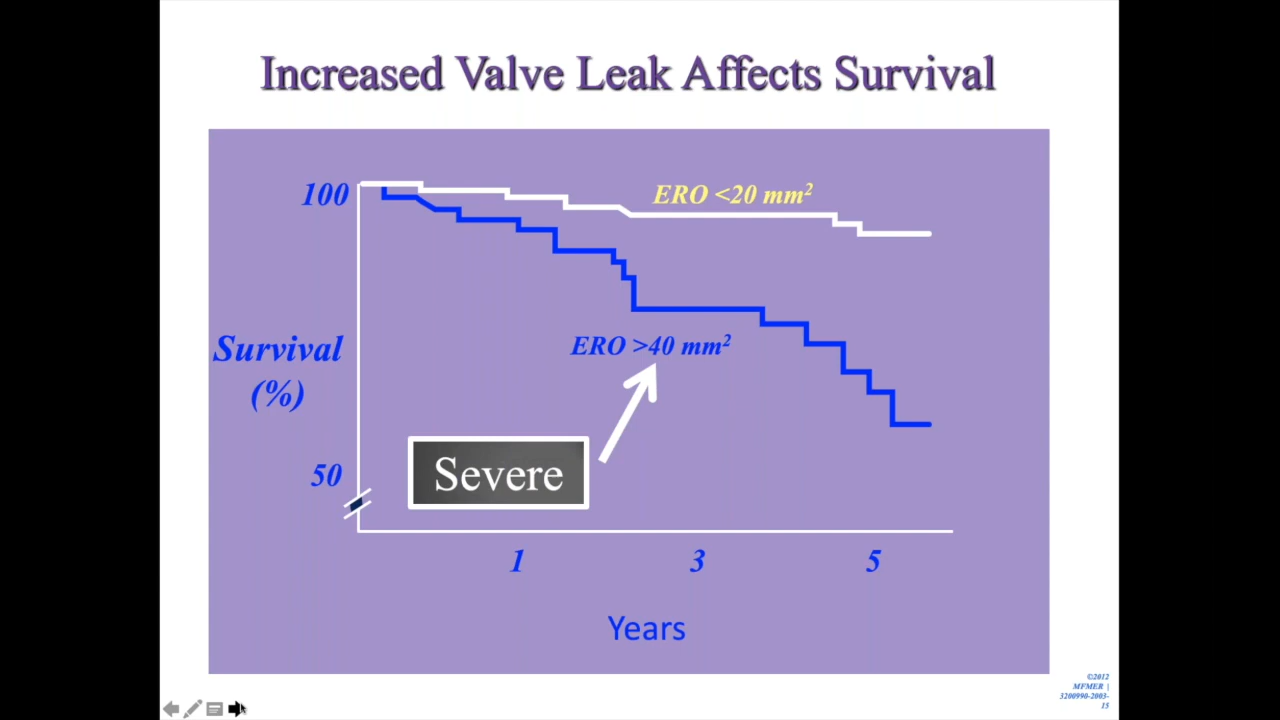 Increased Valve Leak Affects Survival
100
ERO <20 mm²
Survival
(%)
ERO >40 mm²
50
Severe
1 3 5
Years
©2012
MFMER |
3200990-2003-
15